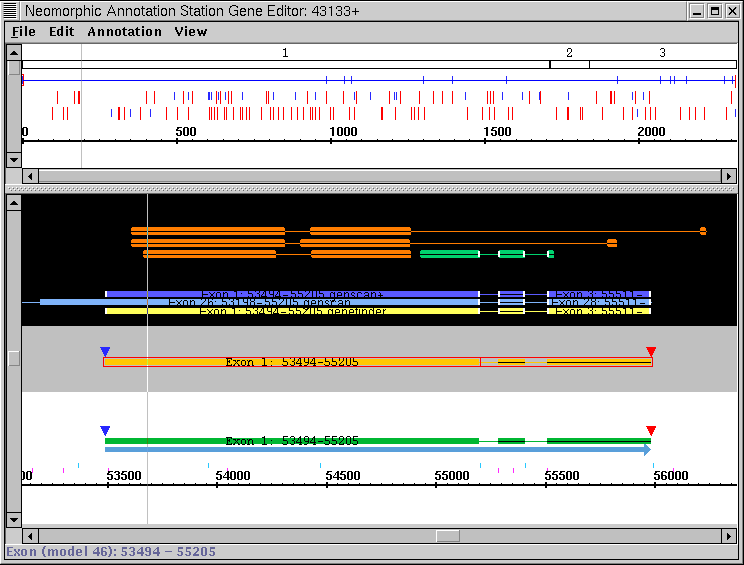 Neomorphic Annotation Station Gene Editor: 43133+
File Edit Annotation View
1 2 3
0 500 1000 1500 2000
Exon 1: 53494-55205 genscan+ Exon 3: 55511-
Exon 26: 53198-55205 genscan Exon 28: 55511-
Exon 1: 53494-55205 genefinder Exon 3: 55511-
Exon 1: 53494-55205
Exon 1: 53494-55205
00 53500 54000 54500 55000 55500 56000
Exon (model 46): 53494 - 55205